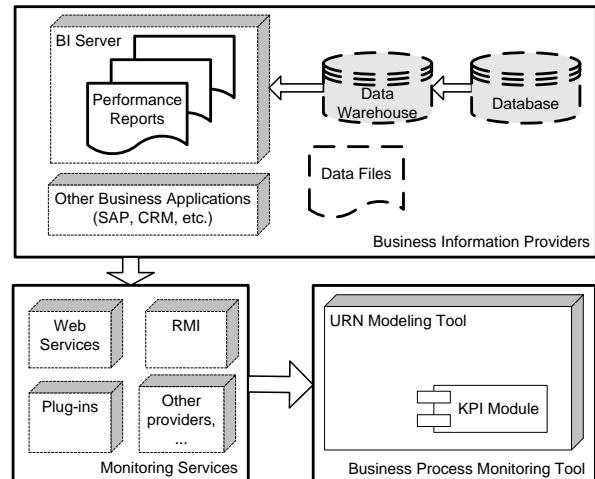 BI Server
Performance
Reports
Data
Warehouse
Database
Data Files
Other Business Applications
(SAP, CRM, etc.)
Business Information Providers
Web
Services
RMI
Plug-ins
Other
providers,
...
Monitoring Services
URN Modeling Tool
KPI Module
Business Process Monitoring Tool